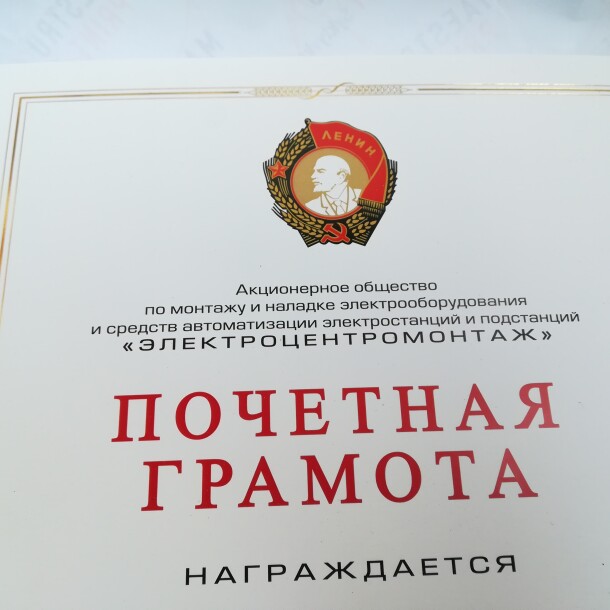 ЛЕНИН
Акционерное общество
по монтажу и наладке электрооборудования
и средств автоматизации электростанций и подстанций
«ЭЛЕКТРОЦЕНТРОМОНТАЖ»
ПОЧЕТНАЯ
ГРАМОТА
НАГРАЖДАЕТСЯ